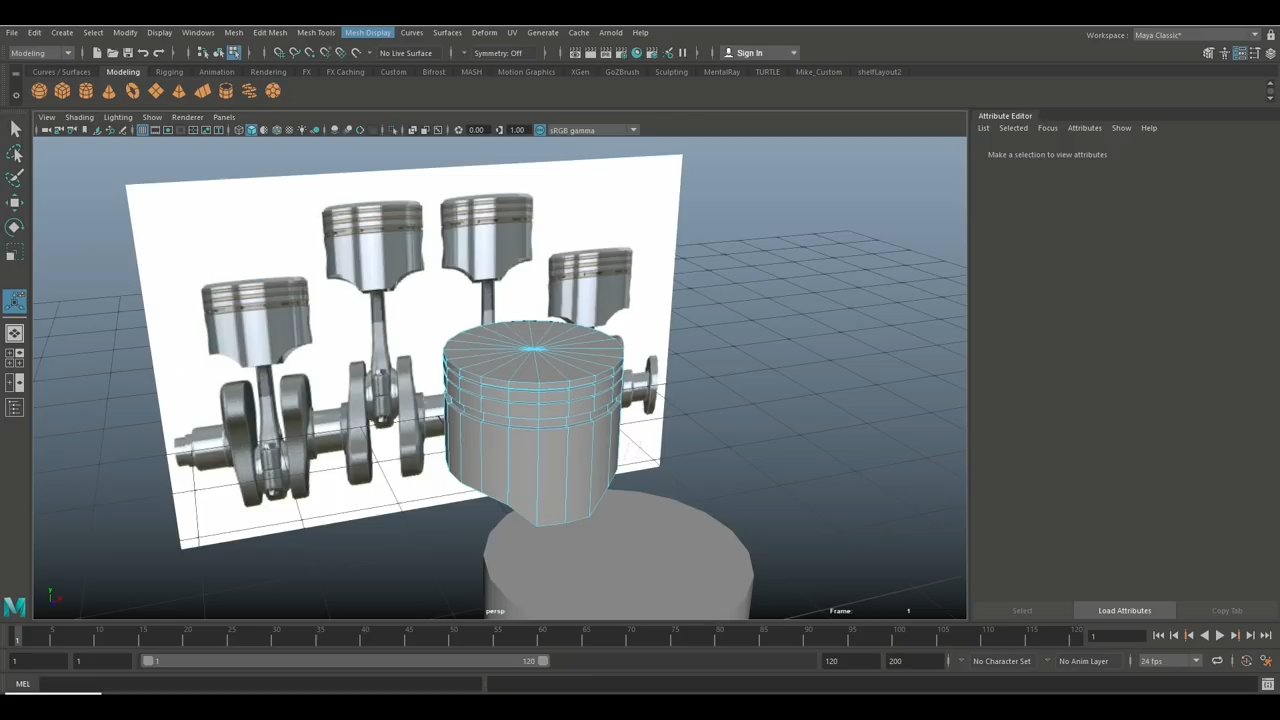 File Edit Create Select Modify Display Windows Mesh Edit Mesh Mesh Tools Mesh Display Curves Surfaces Deform UV Generate Cache Arnold Help Workspace : Maya Classic*
Modeling No Live Surface Symmetry: Off Sign In
Curves / Surfaces Modeling Rigging Animation Rendering FX FX Caching Custom Bifrost MASH Motion Graphics XGen GoZBrush Sculpting MentalRay TURTLE Mike_Custom shelfLayout2
View Shading Lighting Show Renderer Panels
0.00 1.00 sRGB gamma
Attribute Editor
List Selected Focus Attributes Show Help
Make a selection to view attributes
y
persp Frame: 1
Select Load Attributes Copy Tab
1 5 10 15 20 25 30 35 40 45 50 55 60 65 70 75 80 85 90 95 100 105 110 115 120 1
1 1 1 120 120 200 No Character Set No Anim Layer 24 fps
MEL